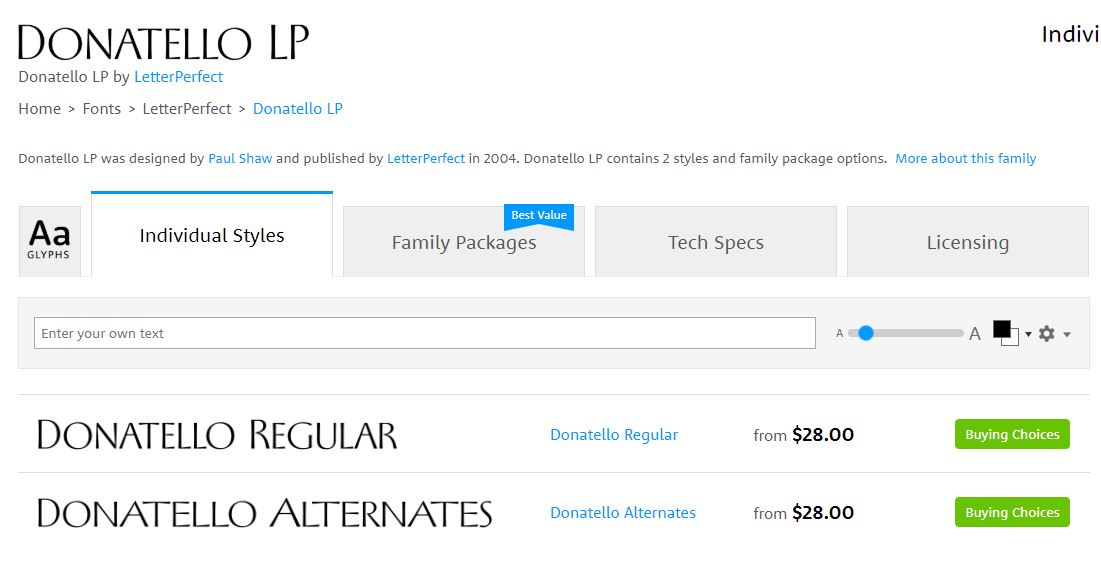 DONATELLO LP
Indivi
Donatello LP by LetterPerfect
Home > Fonts > LetterPerfect > Donatello LP
Donatello LP was designed by Paul Shaw and published by LetterPerfect in 2004. Donatello LP contains 2 styles and family package options. More about this family
Aa
GLYPHS
Individual Styles
Best Value
Family Packages
Tech Specs
Licensing
Enter your own text
A A
DONATELLO REGULAR Donatello Regular from $28.00 Buying Choices
DONATELLO ALTERNATES Donatello Alternates from $28.00 Buying Choices